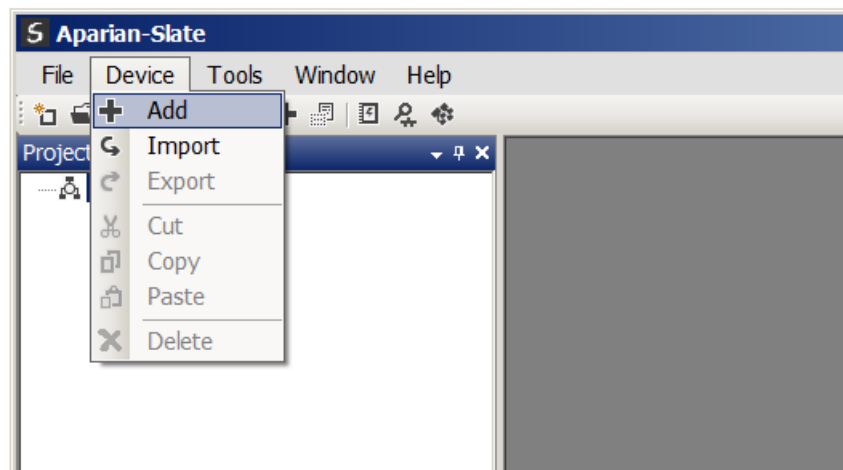 Aparian-Slate
File Device Tools Window Help
Add
Project
Import
Export
Cut
Copy
Paste
Delete